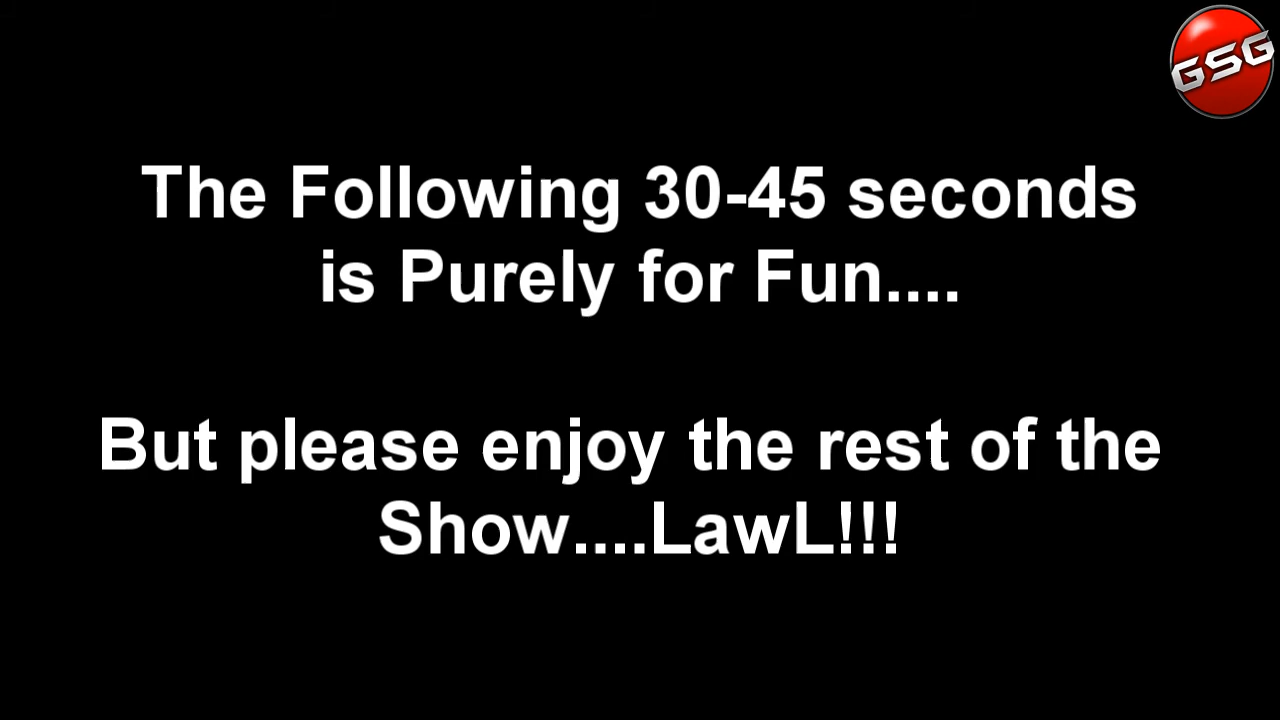 GSG
The Following 30-45 seconds
is Purely for Fun....
But please enjoy the rest of the
Show....LawL!!!